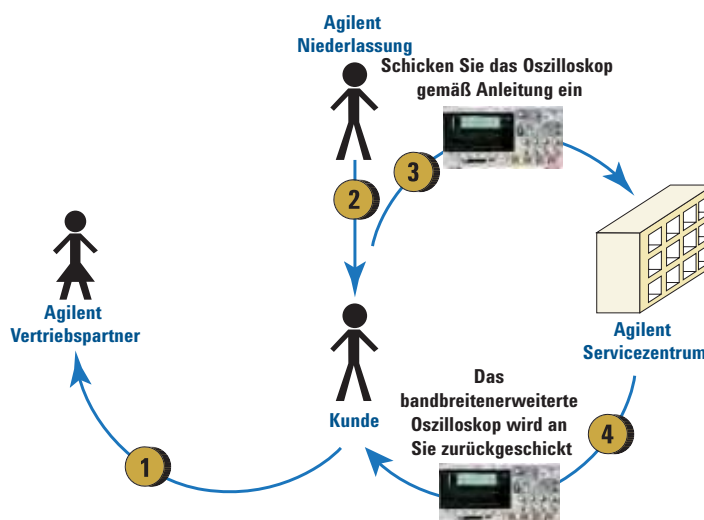 Agilent
Niederlassung
Schicken Sie das Oszilloskop
gemäß Anleitung ein
3
2
Agilent
Vertriebspartner
Agilent
Servicezentrum
Kunde
Das
bandbreitenerweiterte
Oszilloskop wird an
Sie zurückgeschickt
4
1